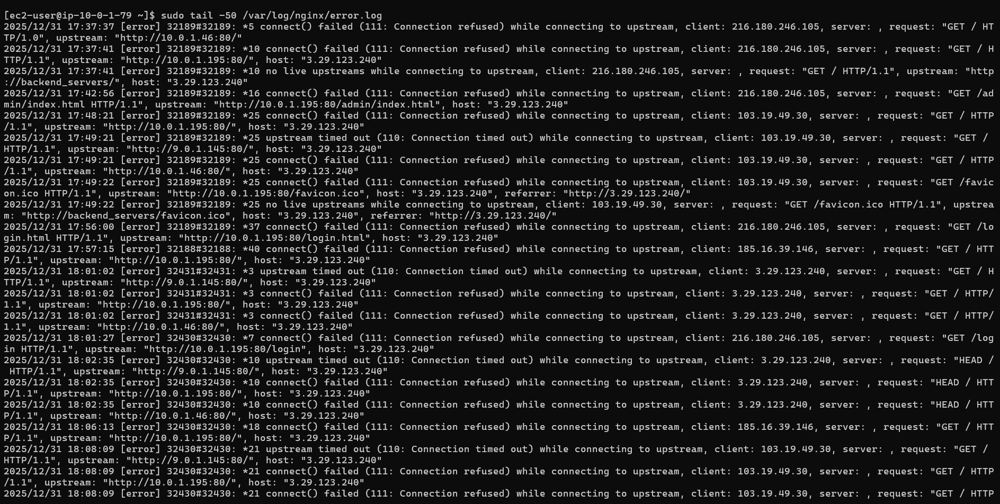 [ec2-user@ip-10-0-1-79 ~]$ sudo tail -50 /var/log/nginx/error.log
2025/12/31 17:37:37 [error] 32189#32189: *5 connect() failed (111: Connection refused) while connecting to upstream, client: 216.180.246.105, server: , request: "GET / HT
TP/1.0", upstream: "http://10.0.1.46:80/"
2025/12/31 17:37:41 [error] 32189#32189: *10 connect() failed (111: Connection refused) while connecting to upstream, client: 216.180.246.105, server: , request: "GET / H
TTP/1.1", upstream: "http://10.0.1.195:80/", host: "3.29.123.240"
2025/12/31 17:37:41 [error] 32189#32189: *10 no live upstreams while connecting to upstream, client: 216.180.246.105, server: , request: "GET / HTTP/1.1", upstream: "http
://backend_servers/", host: "3.29.123.240"
2025/12/31 17:42:56 [error] 32189#32189: *16 connect() failed (111: Connection refused) while connecting to upstream, client: 216.180.246.105, server: , request: "GET /ad
min/index.html HTTP/1.1", upstream: "http://10.0.1.195:80/admin/index.html", host: "3.29.123.240"
2025/12/31 17:48:21 [error] 32189#32189: *25 connect() failed (111: Connection refused) while connecting to upstream, client: 103.19.49.30, server: , request: "GET / HTTP
/1.1", upstream: "http://10.0.1.195:80/", host: "3.29.123.240"
2025/12/31 17:49:21 [error] 32189#32189: *25 upstream timed out (110: Connection timed out) while connecting to upstream, client: 103.19.49.30, server: , request: "GET /
HTTP/1.1", upstream: "http://9.0.1.145:80/", host: "3.29.123.240"
2025/12/31 17:49:21 [error] 32189#32189: *25 connect() failed (111: Connection refused) while connecting to upstream, client: 103.19.49.30, server: , request: "GET / HTTP
/1.1", upstream: "http://10.0.1.46:80/", host: "3.29.123.240"
2025/12/31 17:49:22 [error] 32189#32189: *25 connect() failed (111: Connection refused) while connecting to upstream, client: 103.19.49.30, server: , request: "GET /favic
on.ico HTTP/1.1", upstream: "http://10.0.1.195:80/favicon.ico", host: "3.29.123.240", referrer: "http://3.29.123.240/"
2025/12/31 17:49:22 [error] 32189#32189: *25 no live upstreams while connecting to upstream, client: 103.19.49.30, server: , request: "GET /favicon.ico HTTP/1.1", upstrea
m: "http://backend_servers/favicon.ico", host: "3.29.123.240", referrer: "http://3.29.123.240/"
2025/12/31 17:56:00 [error] 32189#32189: *37 connect() failed (111: Connection refused) while connecting to upstream, client: 216.180.246.105, server: , request: "GET /lo
gin.html HTTP/1.1", upstream: "http://10.0.1.195:80/login.html", host: "3.29.123.240"
2025/12/31 17:57:15 [error] 32188#32188: *40 connect() failed (111: Connection refused) while connecting to upstream, client: 185.16.39.146, server: , request: "GET / HTT
P/1.1", upstream: "http://10.0.1.195:80/", host: "3.29.123.240"
2025/12/31 18:01:02 [error] 32431#32431: *3 upstream timed out (110: Connection timed out) while connecting to upstream, client: 3.29.123.240, server: , request: "GET / H
TTP/1.1", upstream: "http://9.0.1.145:80/", host: "3.29.123.240"
2025/12/31 18:01:02 [error] 32431#32431: *3 connect() failed (111: Connection refused) while connecting to upstream, client: 3.29.123.240, server: , request: "GET / HTTP/
1.1", upstream: "http://10.0.1.195:80/", host: "3.29.123.240"
2025/12/31 18:01:02 [error] 32431#32431: *3 connect() failed (111: Connection refused) while connecting to upstream, client: 3.29.123.240, server: , request: "GET / HTTP/
1.1", upstream: "http://10.0.1.46:80/", host: "3.29.123.240"
2025/12/31 18:01:27 [error] 32430#32430: *7 connect() failed (111: Connection refused) while connecting to upstream, client: 216.180.246.105, server: , request: "GET /log
in HTTP/1.1", upstream: "http://10.0.1.195:80/login", host: "3.29.123.240"
2025/12/31 18:02:35 [error] 32430#32430: *10 upstream timed out (110: Connection timed out) while connecting to upstream, client: 3.29.123.240, server: , request: "HEAD /
 HTTP/1.1", upstream: "http://9.0.1.145:80/", host: "3.29.123.240"
2025/12/31 18:02:35 [error] 32430#32430: *10 connect() failed (111: Connection refused) while connecting to upstream, client: 3.29.123.240, server: , request: "HEAD / HTT
P/1.1", upstream: "http://10.0.1.195:80/", host: "3.29.123.240"
2025/12/31 18:02:35 [error] 32430#32430: *10 connect() failed (111: Connection refused) while connecting to upstream, client: 3.29.123.240, server: , request: "HEAD / HTT
P/1.1", upstream: "http://10.0.1.46:80/", host: "3.29.123.240"
2025/12/31 18:06:13 [error] 32430#32430: *18 connect() failed (111: Connection refused) while connecting to upstream, client: 185.16.39.146, server: , request: "GET / HTT
P/1.1", upstream: "http://10.0.1.195:80/", host: "3.29.123.240"
2025/12/31 18:08:09 [error] 32430#32430: *21 upstream timed out (110: Connection timed out) while connecting to upstream, client: 103.19.49.30, server: , request: "GET /
HTTP/1.1", upstream: "http://9.0.1.145:80/", host: "3.29.123.240"
2025/12/31 18:08:09 [error] 32430#32430: *21 connect() failed (111: Connection refused) while connecting to upstream, client: 103.19.49.30, server: , request: "GET / HTTP
/1.1", upstream: "http://10.0.1.195:80/", host: "3.29.123.240"
2025/12/31 18:08:09 [error] 32430#32430: *21 connect() failed (111: Connection refused) while connecting to upstream, client: 103.19.49.30, server: , request: "GET / HTTP